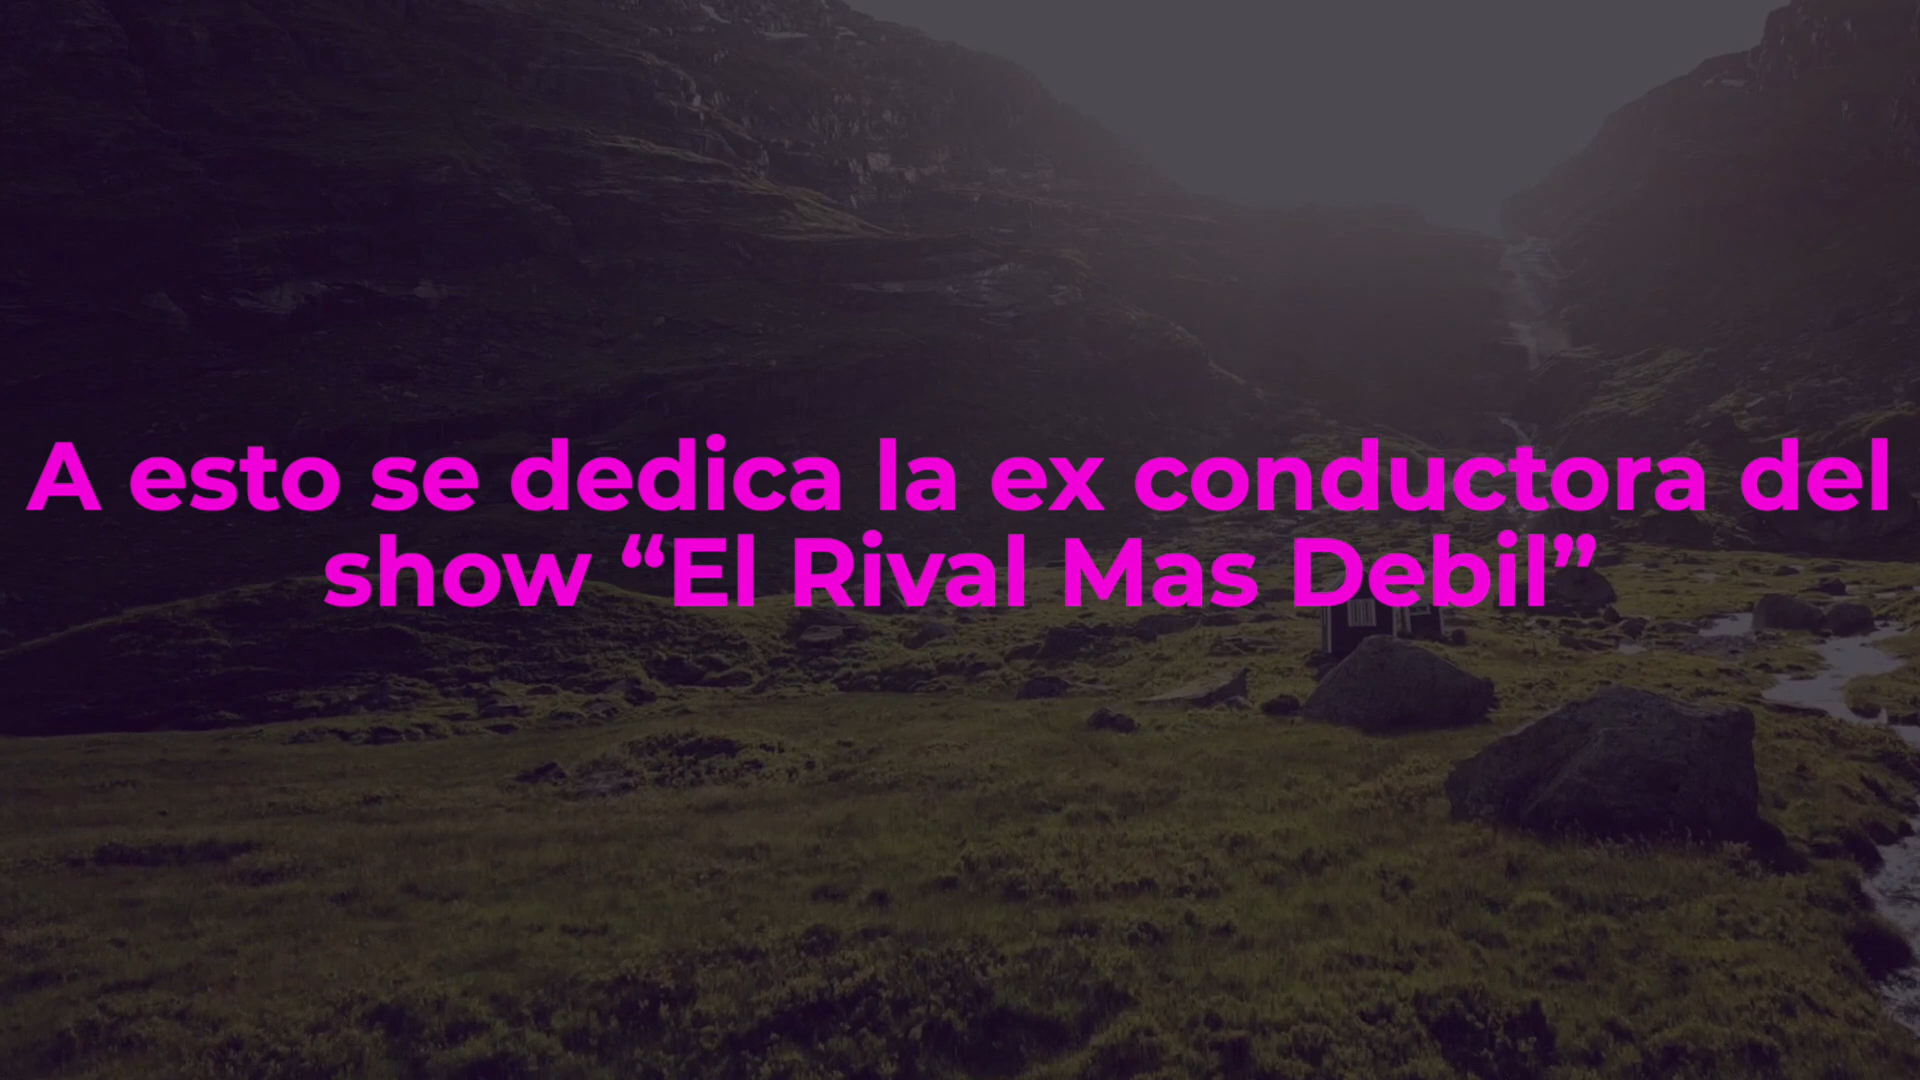 A esto se dedica la ex conductora del
show “El Rival Mas Debil”